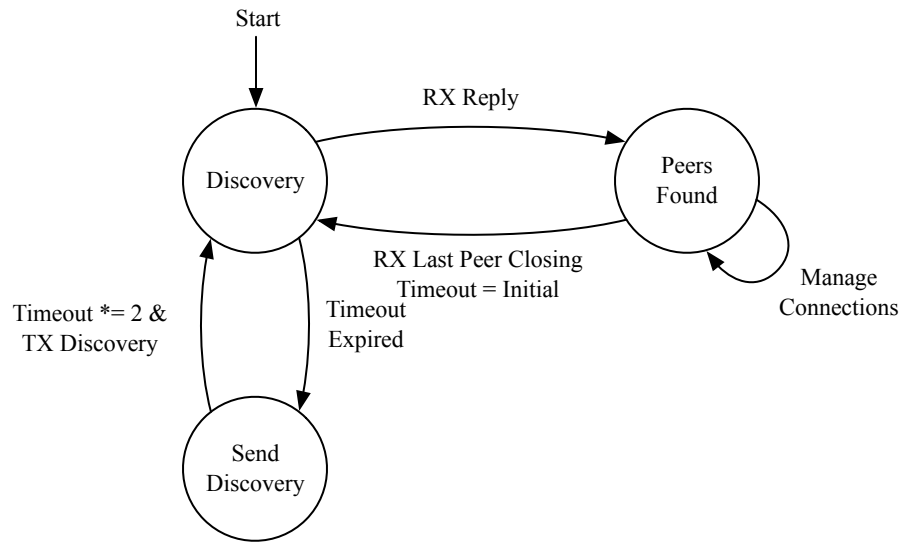 Start
RX Reply
Discovery
Peers
Found
RX Last Peer Closing
Timeout = Initial
Manage
Connections
Timeout *= 2 &
TX Discovery
Timeout
Expired
Send
Discovery